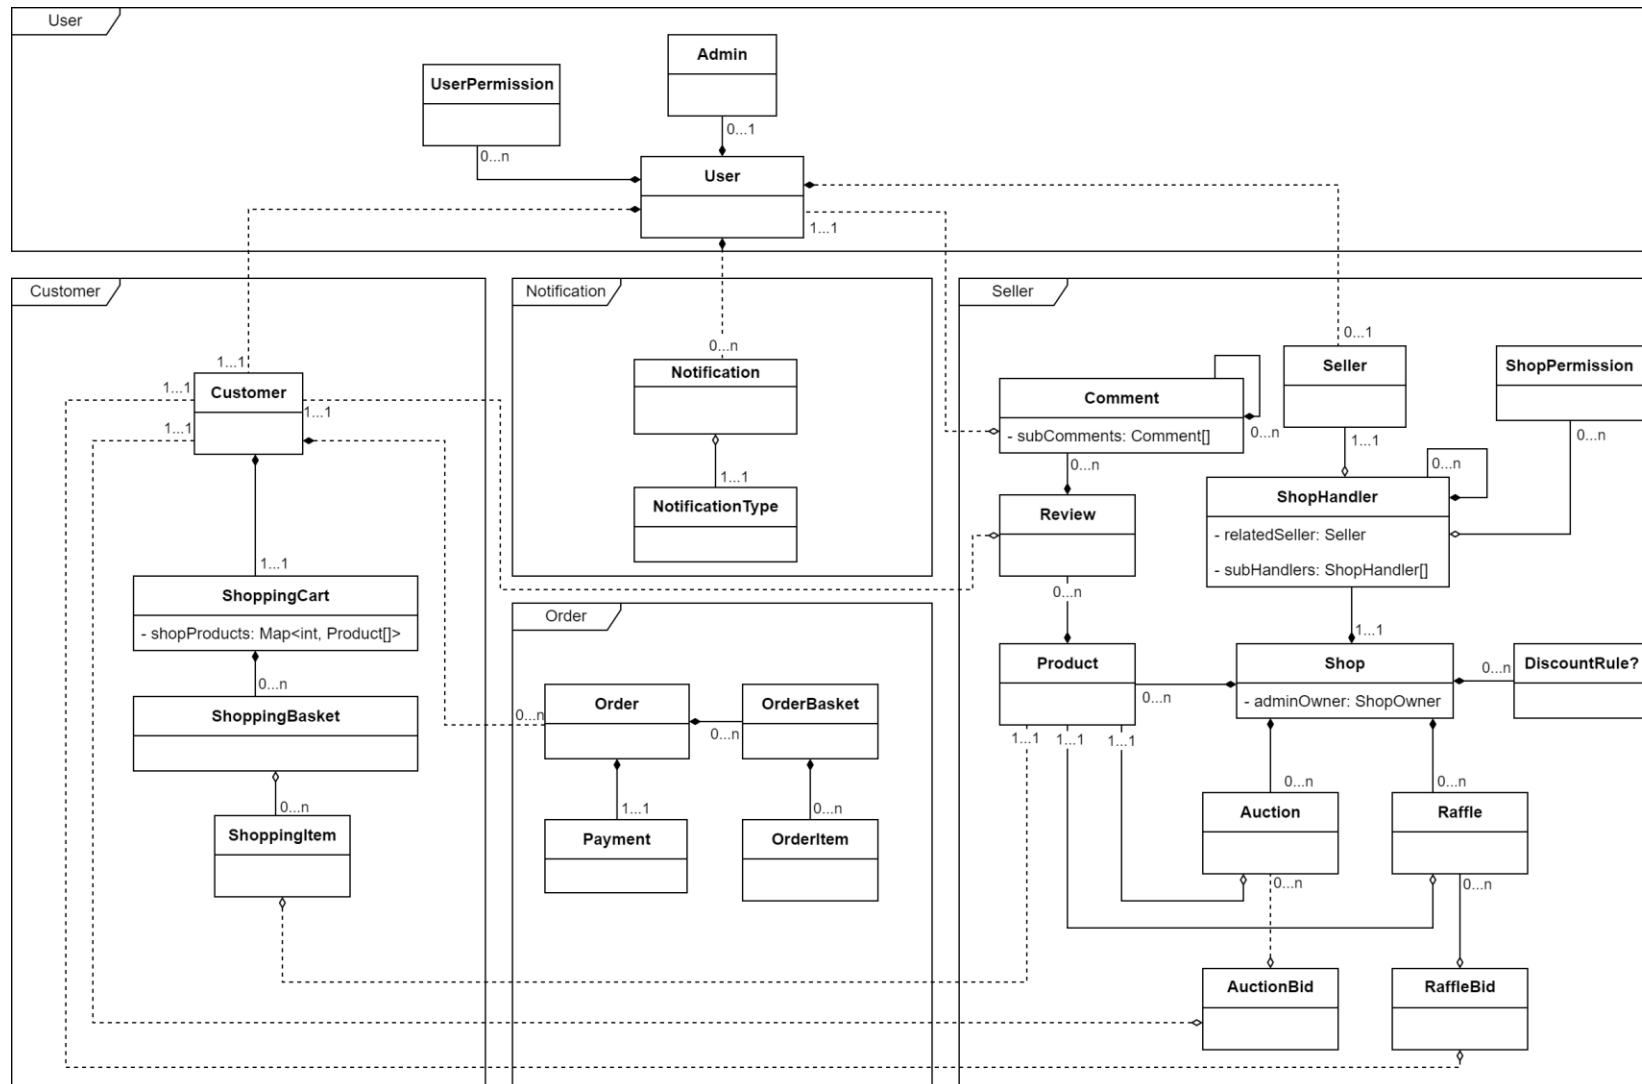 User
Admin
0...1
UserPermission
0...n
User
1...1
Customer
1...1
1...1
1...1
1...1
Customer
1...1
ShoppingCart
- shopProducts: Map<int, Product[]>
0...n
ShoppingBasket
0...n
ShoppingItem
Notification
0...n
Notification
1...1
NotificationType
Order
0...n
Order
0...n
OrderBasket
1...1
Payment
0...n
OrderItem
Seller
0...1
Seller
1...1
ShopPermission
0...n
Comment
- subComments: Comment[]
0...n
0...n
Review
0...n
0...n
ShopHandler
- relatedSeller: Seller
- subHandlers: ShopHandler[]
1...1
Product
0...n
1...1
1...1
1...1
Shop
- adminOwner: ShopOwner
0...n
DiscountRule?
0...n
Auction
0...n
0...n
Raffle
0...n
AuctionBid
RaffleBid